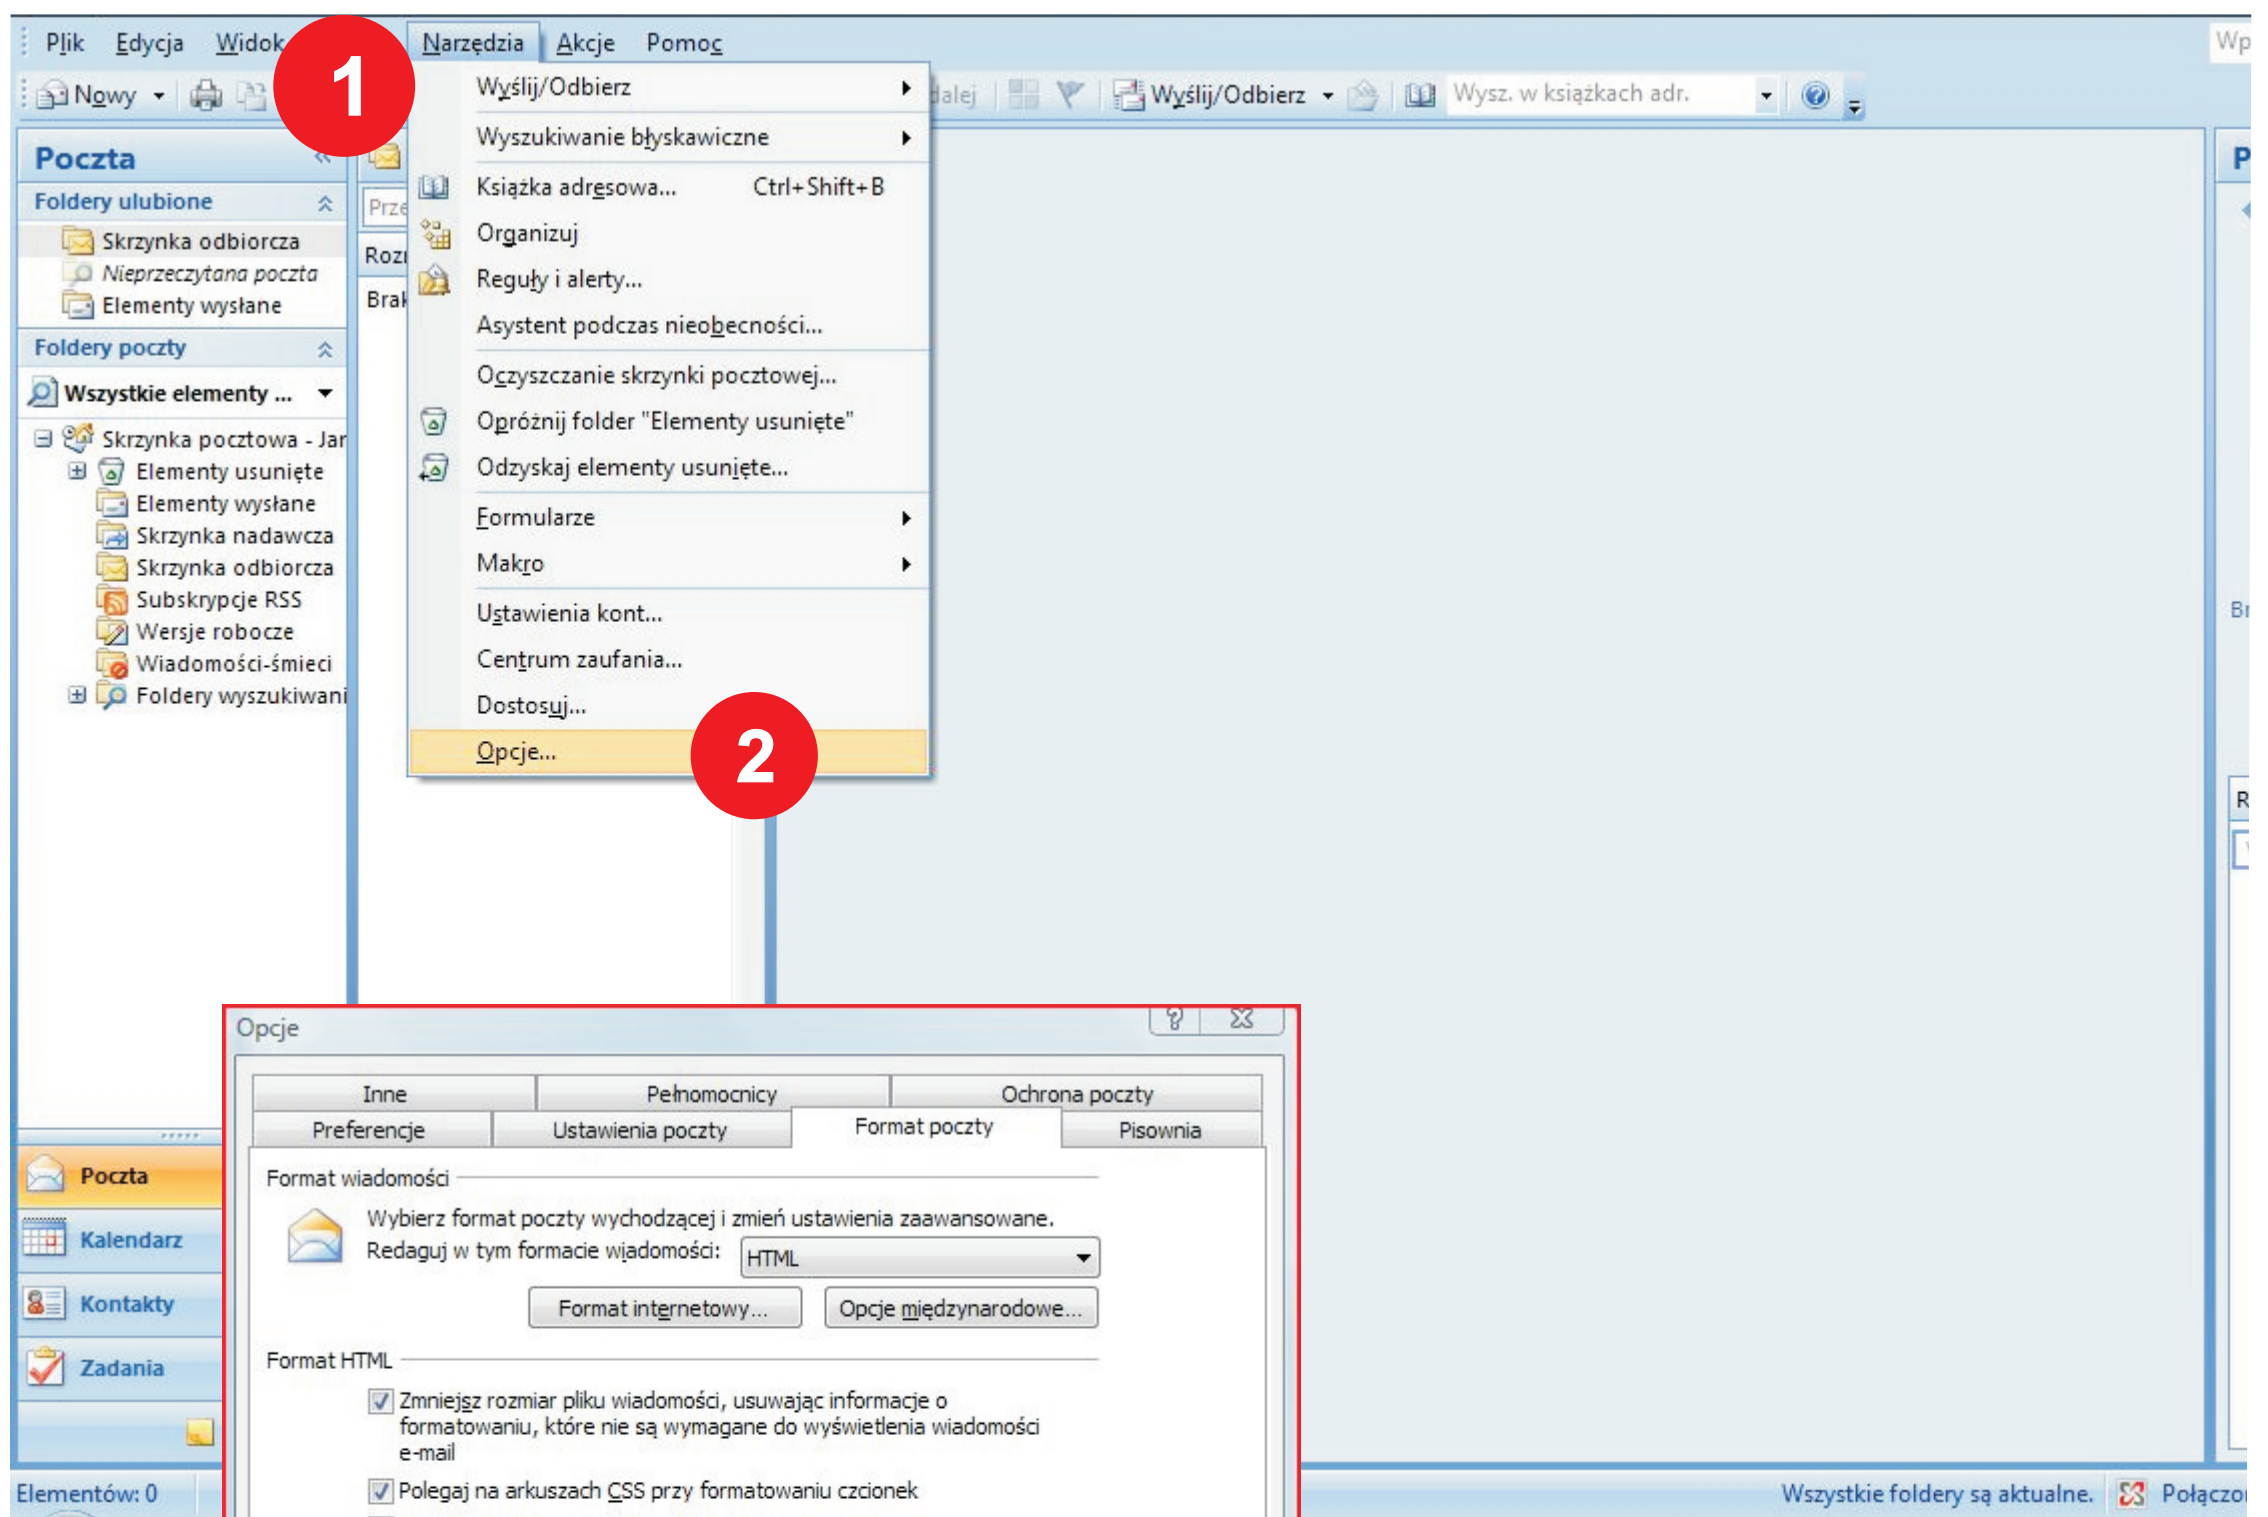 Plik Edycja Widok Narzędzia Akcje Pomoc
1
Nowy Wyślij/Odbierz Wysz. w książkach adr.
Wyślij/Odbierz
Wyszukiwanie błyskawiczne
Książka adresowa... Ctrl+Shift+B
Organizuj
Reguły i alerty...
Asystent podczas nieobecności...
Oczyszczanie skrzynki pocztowej...
Opróżnij folder "Elementy usunięte"
Odzyskaj elementy usunięte...
Formularze
Makro
Ustawienia kont...
Centrum zaufania...
Dostosuj...
Opcje...
2
Poczta
Foldery ulubione
Skrzynka odbiorcza
Nieprzeczytana poczta
Elementy wysłane
Foldery poczty
Wszystkie elementy ...
Skrzynka pocztowa - Jar
Elementy usunięte
Elementy wysłane
Skrzynka nadawcza
Skrzynka odbiorcza
Subskrypcje RSS
Wersje robocze
Wiadomości-śmieci
Foldery wyszukiwani
Poczta
Kalendarz
Kontakty
Zadania
Opcje
Inne Pełnomocnicy Ochrona poczty
Preferencje Ustawienia poczty Format poczty Pisownia
Format wiadomości
Wybierz format poczty wychodzącej i zmień ustawienia zaawansowane.
Redaguj w tym formacie wiadomości: HTML
Format internetowy... Opcje międzynarodowe...
Format HTML
Zmniejsz rozmiar pliku wiadomości, usuwając informacje o
formatowaniu, które nie są wymagane do wyświetlenia wiadomości
e-mail
Polegaj na arkuszach CSS przy formatowaniu czcionek
Elementów: 0 Wszystkie foldery są aktualne.